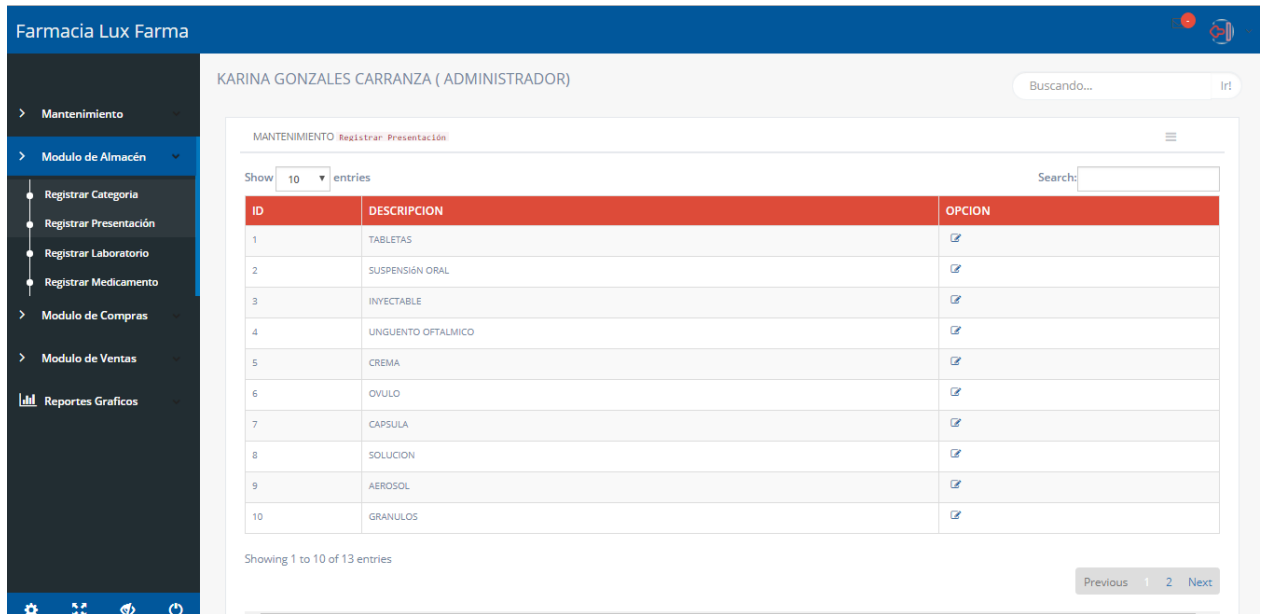 Farmacia Lux Farma
-
KARINA GONZALES CARRANZA ( ADMINISTRADOR)
Buscando... Ir!
Mantenimiento
Modulo de Almacén
Registrar Categoria
Registrar Presentación
Registrar Laboratorio
Registrar Medicamento
Modulo de Compras
Modulo de Ventas
Reportes Graficos
MANTENIMIENTO Registrar Presentación
Show 10 entries Search:
ID DESCRIPCION OPCION
1 TABLETAS
2 SUSPENSIóN ORAL
3 INYECTABLE
4 UNGUENTO OFTALMICO
5 CREMA
6 OVULO
7 CAPSULA
8 SOLUCION
9 AEROSOL
10 GRANULOS
Showing 1 to 10 of 13 entries
Previous 1 2 Next